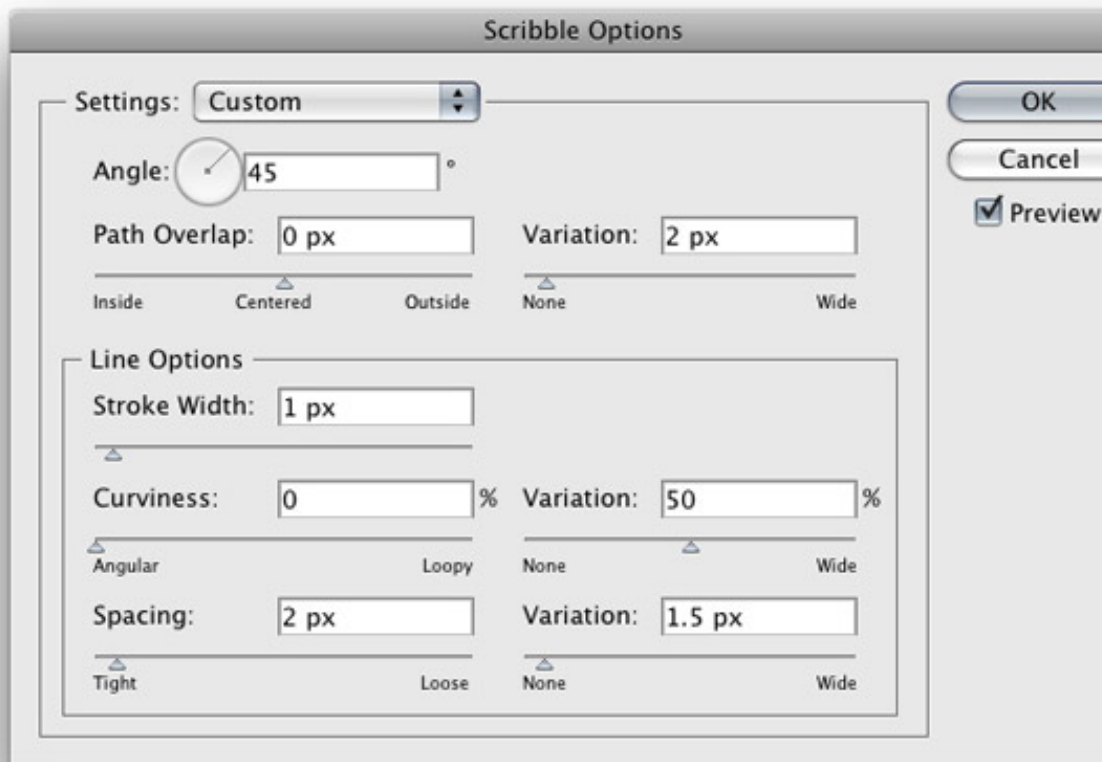 Scribble Options
Settings: Custom
OK
Cancel
Preview
Angle: 45 °
Path Overlap: 0 px Variation: 2 px
Inside Centered Outside None Wide
Line Options
Stroke Width: 1 px
Curviness: 0 % Variation: 50 %
Angular Loopy None Wide
Spacing: 2 px Variation: 1.5 px
Tight Loose None Wide